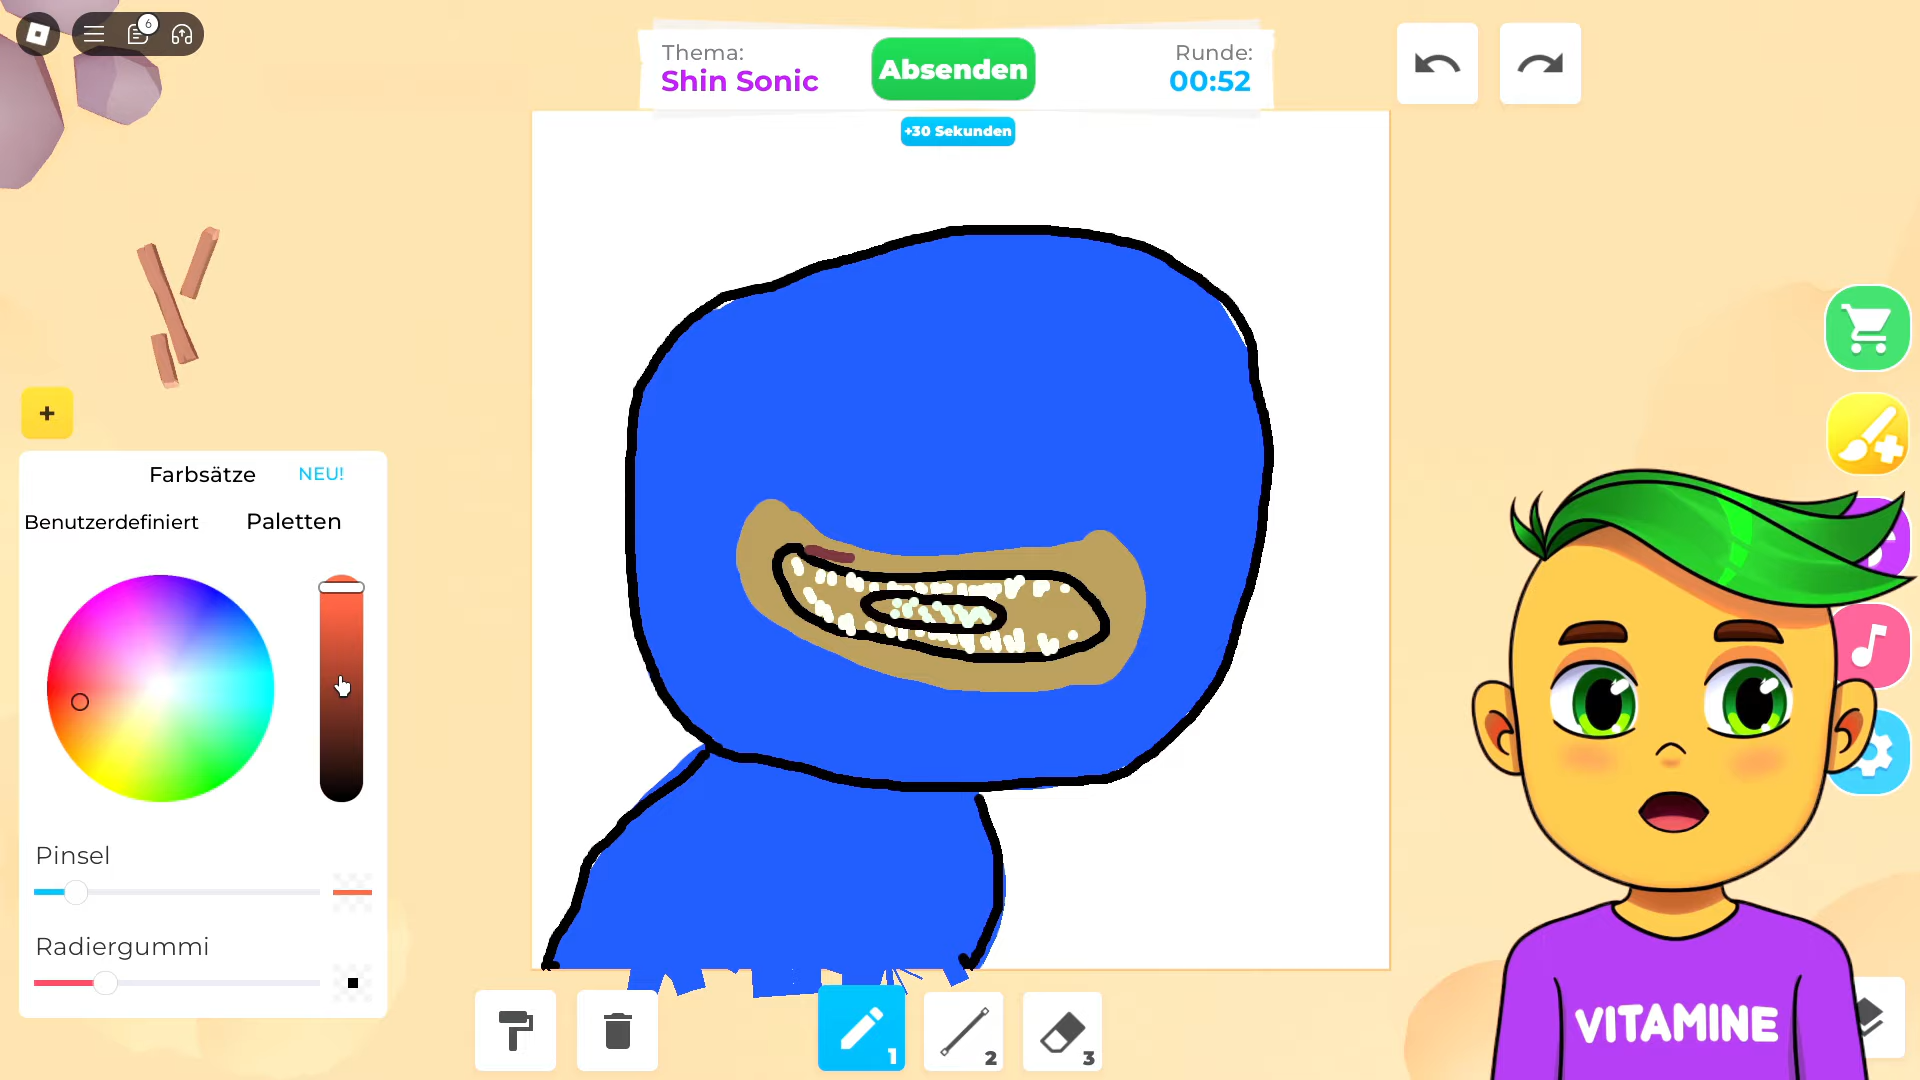 6
Thema:
Shin Sonic
Absenden
Runde:
00:52
+30 Sekunden
+
Farbsätze NEU!
Benutzerdefiniert Paletten
Pinsel
Radiergummi
1
2
3
VITAMINE